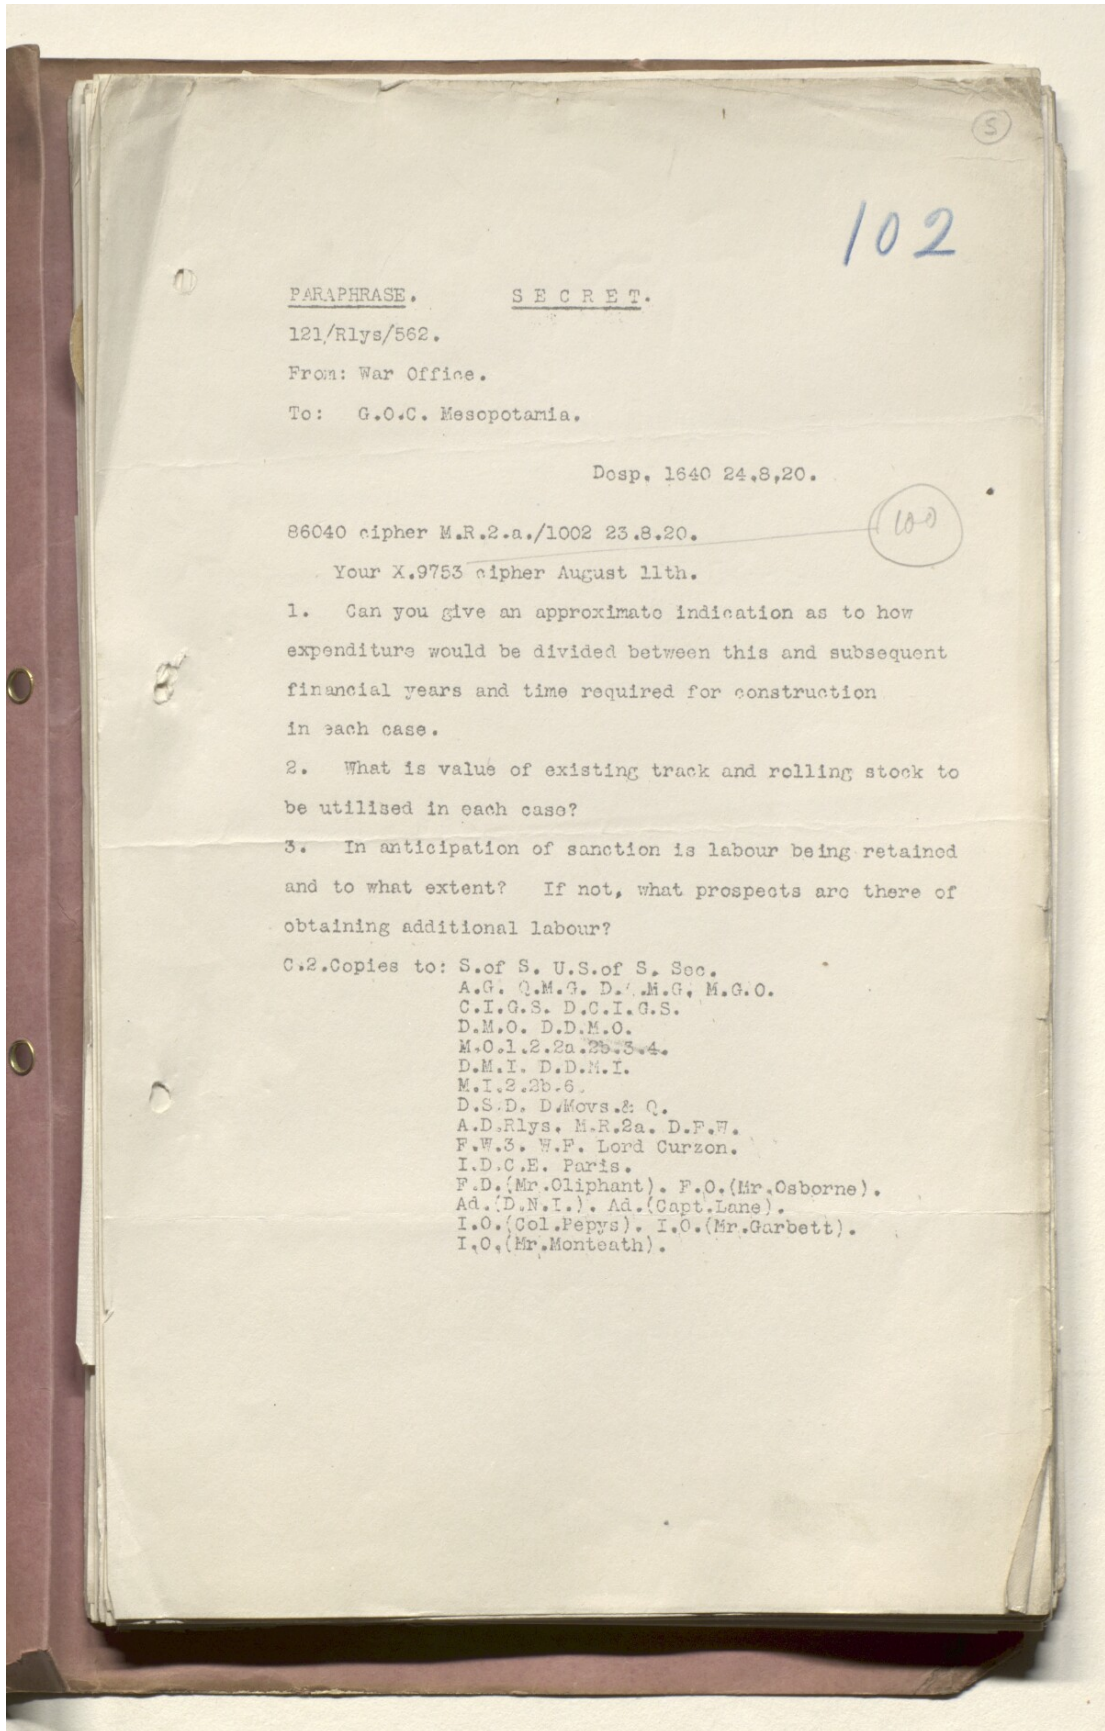 5
102
PARAPHRASE. SECRET.
121/Rlys/562.
From: War Office.
To: G.O.C. Mesopotamia.
Desp. 1640 24.8.20.
100
86040 cipher M.R.2.a./1002 23.8.20.
Your X.9753 cipher August 11th.
1. Can you give an approximate indication as to how
expenditure would be divided between this and subsequent
financial years and time required for construction
in each case.
2. What is value of existing track and rolling stock to
be utilised in each case?
3. In anticipation of sanction is labour being retained
and to what extent? If not, what prospects are there of
obtaining additional labour?
C.2.Copies to: S.of S. U.S.of S. Sec.
A.G. Q.M.G. M.G.O.
C.I.G.S. D.C.I.G.S.
D.M.O. D.D.M.O.
M.O.1.2.2a.2b.3.4.
D.M.I. D.D.M.I.
M.I.2.2b.6.
D.S.D. D.Movs.& Q.
A.D.Rlys. M.R.2a. D.F.W.
F.W.3. W.F. Lord Curzon.
I.D.C.E. Paris.
F.D.(Mr.Oliphant). F.O.(Mr.Osborne).
Ad.(D.N.I.). Ad.(Capt.Lane).
I.O.(Col.Pepys). I.O.(Mr.Garbett).
I.O.(Mr.Monteath).